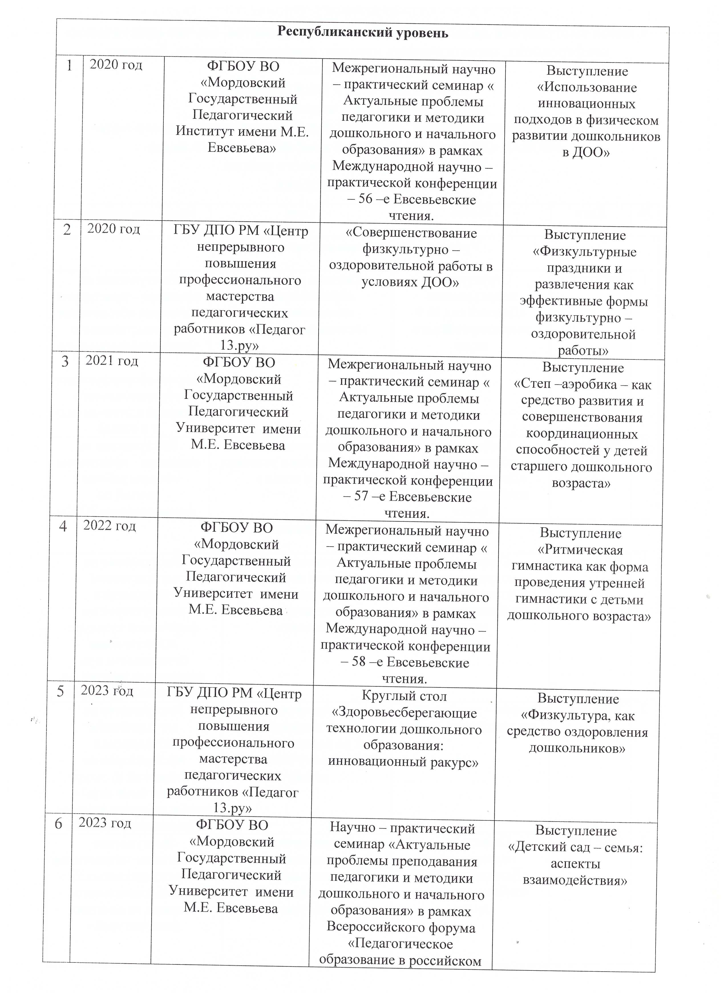 Республиканский уровень
1
2020 год
ФГБОУ ВО
«Мордовский
Государственный
Педагогический
Институт имени М.Е.
Евсевьева»
Межрегиональный научно
– практический семинар «
Актуальные проблемы
педагогики и методики
дошкольного и начального
образования» в рамках
Международной научно –
практической конференции
– 56 –е Евсевьевские
чтения.
Выступление
«Использование
инновационных
подходов в физическом
развитии дошкольников
в ДОО»
2
2020 год
ГБУ ДПО РМ «Центр
непрерывного
повышения
профессионального
мастерства
педагогических
работников «Педагог
13.ру»
«Совершенствование
физкультурно –
оздоровительной работы в
условиях ДОО»
Выступление
«Физкультурные
праздники и
развлечения как
эффективные формы
физкультурно –
оздоровительной
работы»
3
2021 год
ФГБОУ ВО
«Мордовский
Государственный
Педагогический
Университет  имени
М.Е. Евсевьева
Межрегиональный научно
– практический семинар «
Актуальные проблемы
педагогики и методики
дошкольного и начального
образования» в рамках
Международной научно –
практической конференции
– 57 –е Евсевьевские
чтения.
Выступление
«Степ –аэробика – как
средство развития и
совершенствования
координационных
способностей у детей
старшего дошкольного
возраста»
4
2022 год
ФГБОУ ВО
«Мордовский
Государственный
Педагогический
Университет  имени
М.Е. Евсевьева
Межрегиональный научно
– практический семинар «
Актуальные проблемы
педагогики и методики
дошкольного и начального
образования» в рамках
Международной научно –
практической конференции
– 58 –е Евсевьевские
чтения.
Выступление
«Ритмическая
гимнастика как форма
проведения утренней
гимнастики с детьми
дошкольного возраста»
5
2023 год
ГБУ ДПО РМ «Центр
непрерывного
повышения
профессионального
мастерства
педагогических
работников «Педагог
13.ру»
Круглый стол
«Здоровьесберегающие
технологии дошкольного
образования:
инновационный ракурс»
Выступление
«Физкультура, как
средство оздоровления
дошкольников»
6
2023 год
ФГБОУ ВО
«Мордовский
Государственный
Педагогический
Университет  имени
М.Е. Евсевьева
Научно – практический
семинар «Актуальные
проблемы преподавания
педагогики и методики
дошкольного и начального
образования» в рамках
Всероссийского форума
«Педагогическое
образование в российском
Выступление
«Детский сад – семья:
аспекты
взаимодействия»